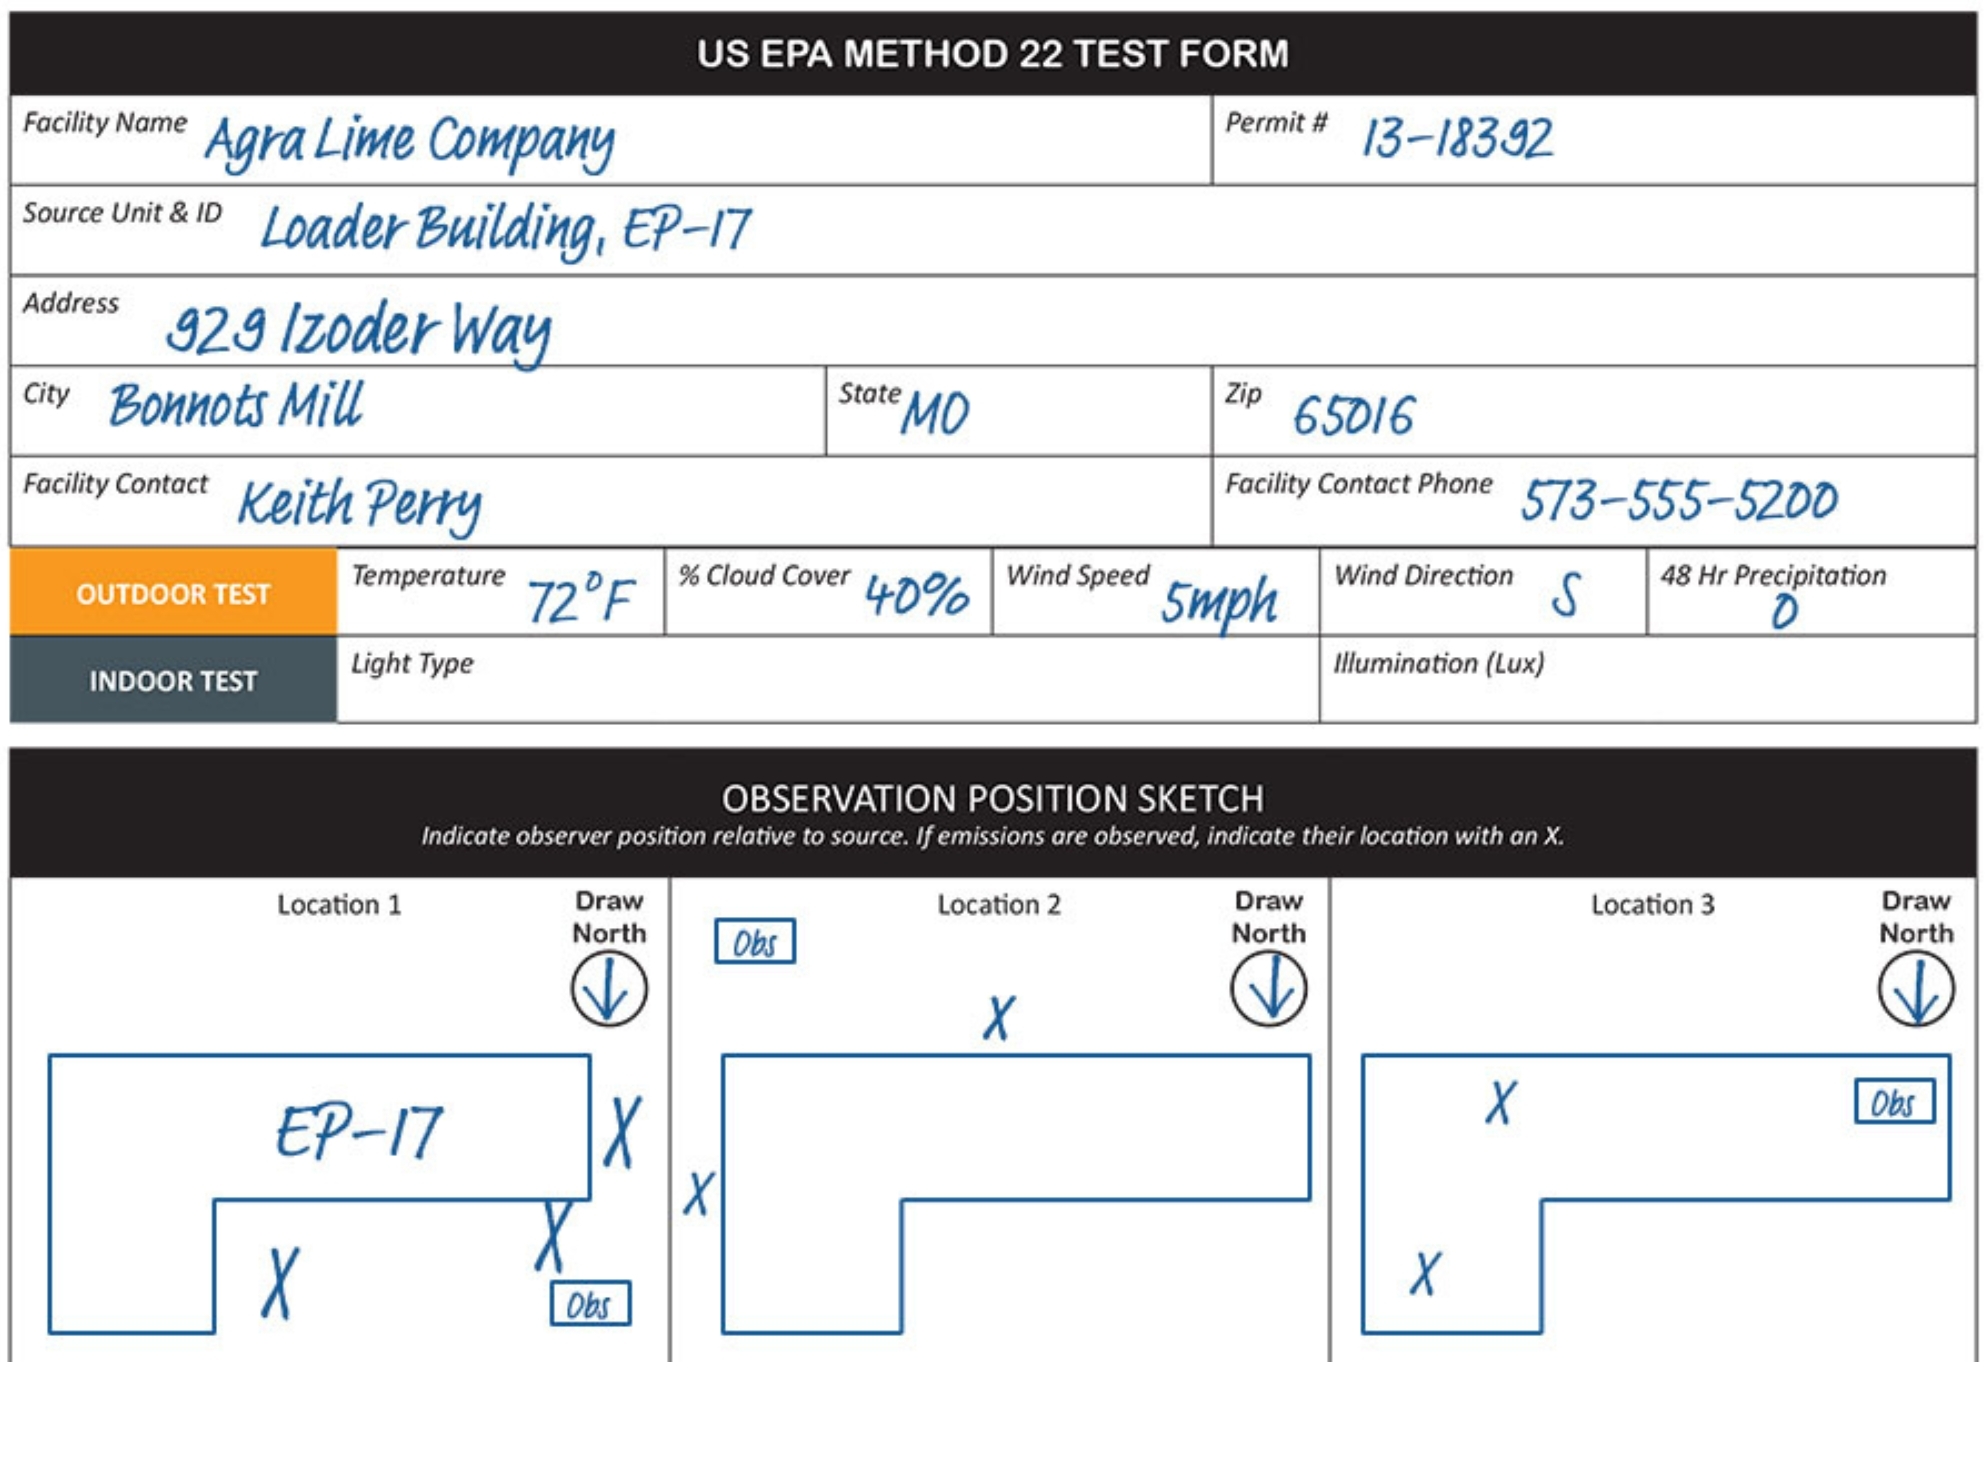 US EPA METHOD 22 TEST FORM
Facility Name Agra Lime Company Permit # 13-18392
Source Unit & ID Loader Building, EP-17
Address 929 Izoder Way
City Bonnots Mill State MO Zip 65016
Facility Contact Keith Perry Facility Contact Phone 573-555-5200
OUTDOOR TEST Temperature 72°F % Cloud Cover 40% Wind Speed 5mph Wind Direction S 48 Hr Precipitation 0
INDOOR TEST Light Type Illumination (Lux)
OBSERVATION POSITION SKETCH
Indicate observer position relative to source. If emissions are observed, indicate their location with an X.
Location 1 Draw North
EP-17 X
X
X
Obs
Location 2 Draw North
Obs
X
X
Location 3 Draw North
X Obs
X